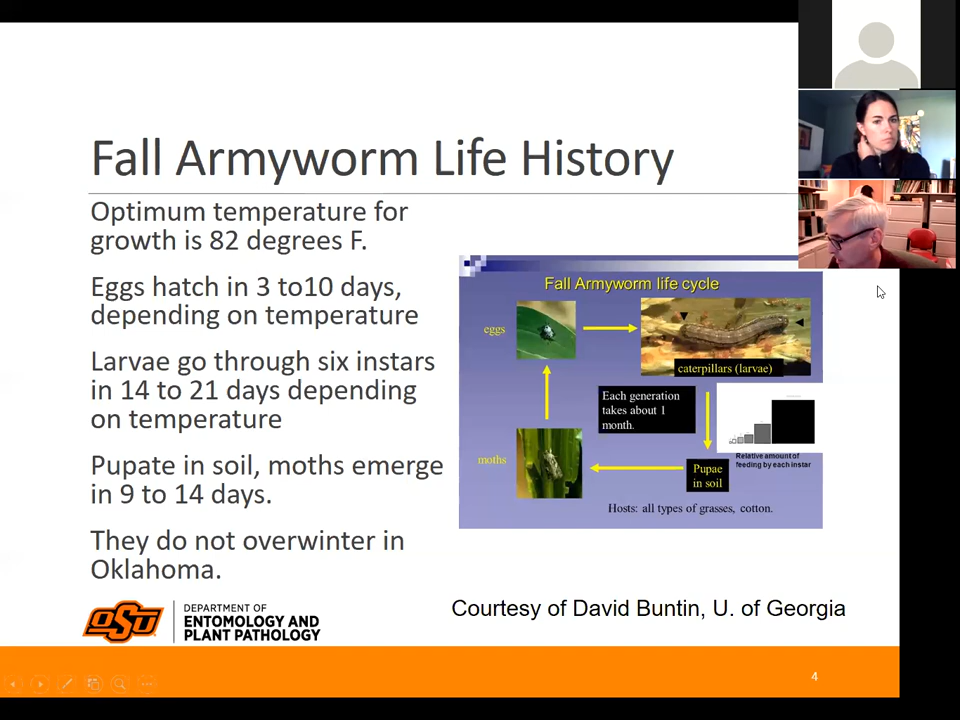 Fall Armyworm Life History
Optimum temperature for
growth is 82 degrees F.
Eggs hatch in 3 to10 days,
depending on temperature
Larvae go through six instars
in 14 to 21 days depending
on temperature
Pupate in soil, moths emerge
in 9 to 14 days.
They do not overwinter in
Oklahoma.
Fall Armyworm life cycle
eggs
caterpillars (larvae)
Each generation
takes about 1
month.
Relative amount of
feeding by each instar
moths
Pupae
in soil
Hosts: all types of grasses, cotton.
Courtesy of David Buntin, U. of Georgia
OSU
DEPARTMENT OF
ENTOMOLOGY AND
PLANT PATHOLOGY
4